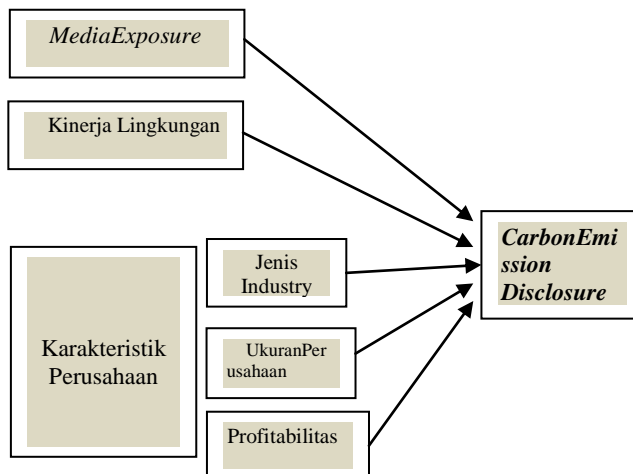 MediaExposure
Kinerja Lingkungan
Karakteristik
Perusahaan
Jenis
Industry
UkuranPer
usahaan
Profitabilitas
CarbonEmi
ssion
Disclosure